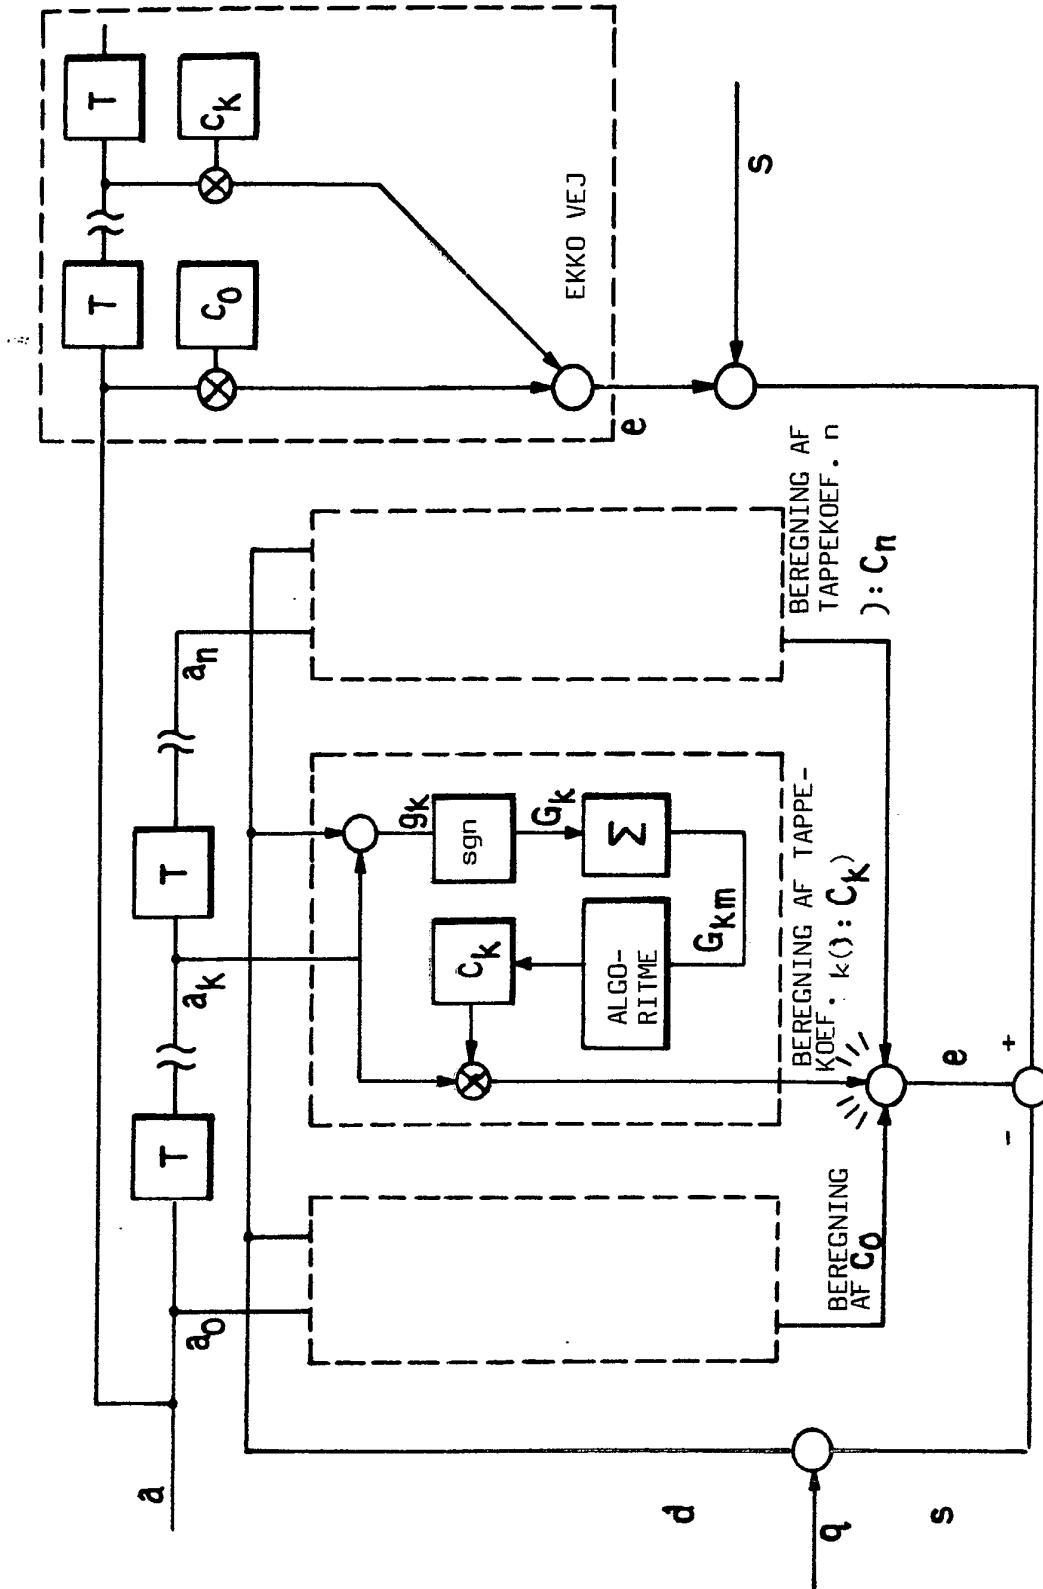 a
a₀
T
aₖ
T
aₙ
T
T
C₀
Cₖ
EKKO VEJ
e
s
gₖ
sgn
Gₖ
Σ
Gₖₘ
ALGO-
RITME
Cₖ
BEREGNING
AF C₀
BEREGNING AF TAPPE-
KOEF. k(): Cₖ)
BEREGNING AF
TAPPEKOEF. n
): Cₙ
e
-
+
d
q
s